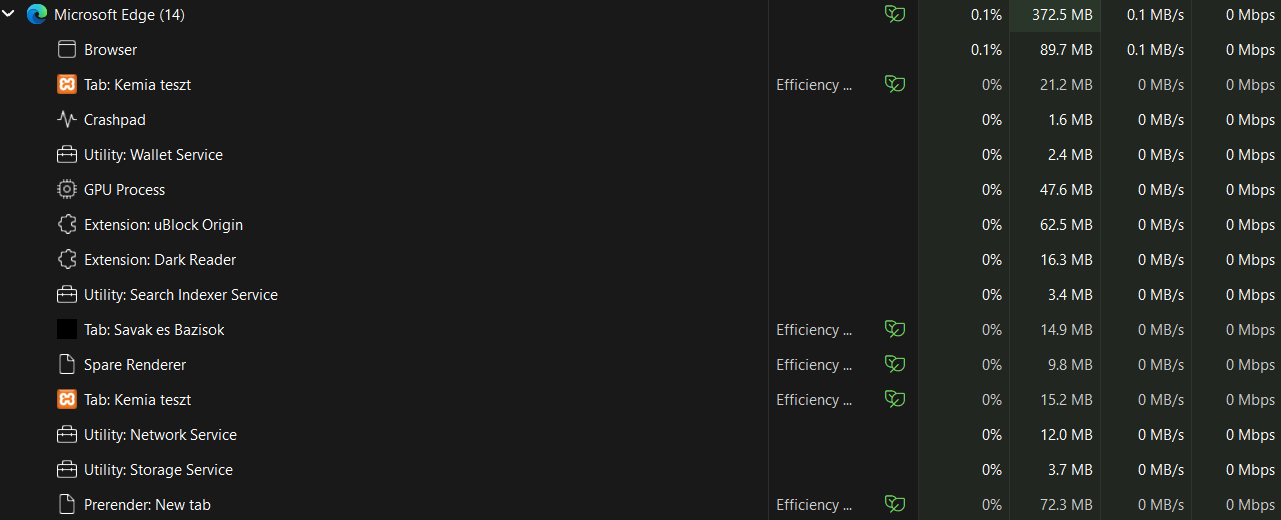 Microsoft Edge (14) 0.1% 372.5 MB 0.1 MB/s 0 Mbps
Browser 0.1% 89.7 MB 0.1 MB/s 0 Mbps
Tab: Kemia teszt Efficiency ... 0% 21.2 MB 0 MB/s 0 Mbps
Crashpad 0% 1.6 MB 0 MB/s 0 Mbps
Utility: Wallet Service 0% 2.4 MB 0 MB/s 0 Mbps
GPU Process 0% 47.6 MB 0 MB/s 0 Mbps
Extension: uBlock Origin 0% 62.5 MB 0 MB/s 0 Mbps
Extension: Dark Reader 0% 16.3 MB 0 MB/s 0 Mbps
Utility: Search Indexer Service 0% 3.4 MB 0 MB/s 0 Mbps
Tab: Savak es Bazisok Efficiency ... 0% 14.9 MB 0 MB/s 0 Mbps
Spare Renderer Efficiency ... 0% 9.8 MB 0 MB/s 0 Mbps
Tab: Kemia teszt Efficiency ... 0% 15.2 MB 0 MB/s 0 Mbps
Utility: Network Service 0% 12.0 MB 0 MB/s 0 Mbps
Utility: Storage Service 0% 3.7 MB 0 MB/s 0 Mbps
Prerender: New tab Efficiency ... 0% 72.3 MB 0 MB/s 0 Mbps